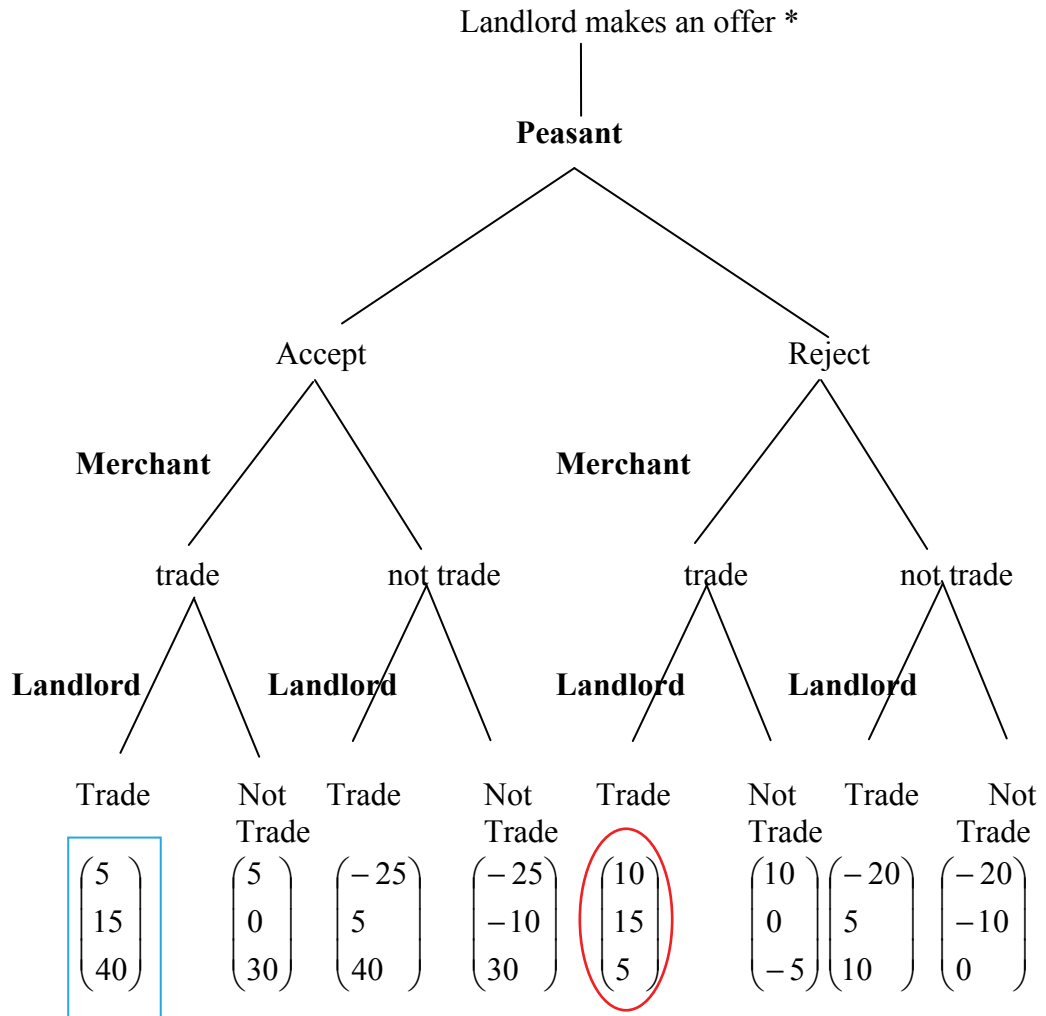 Landlord makes an offer *
Peasant
Accept Reject
Merchant Merchant
trade not trade trade not trade
Landlord Landlord Landlord Landlord
Trade Not Trade Not Trade Not Trade Not
Trade Trade Trade Trade
5 5 −25 −25 10 10 −20 −20
15 0 5 −10 15 0 5 −10
40 30 40 30 5 −5 10 0